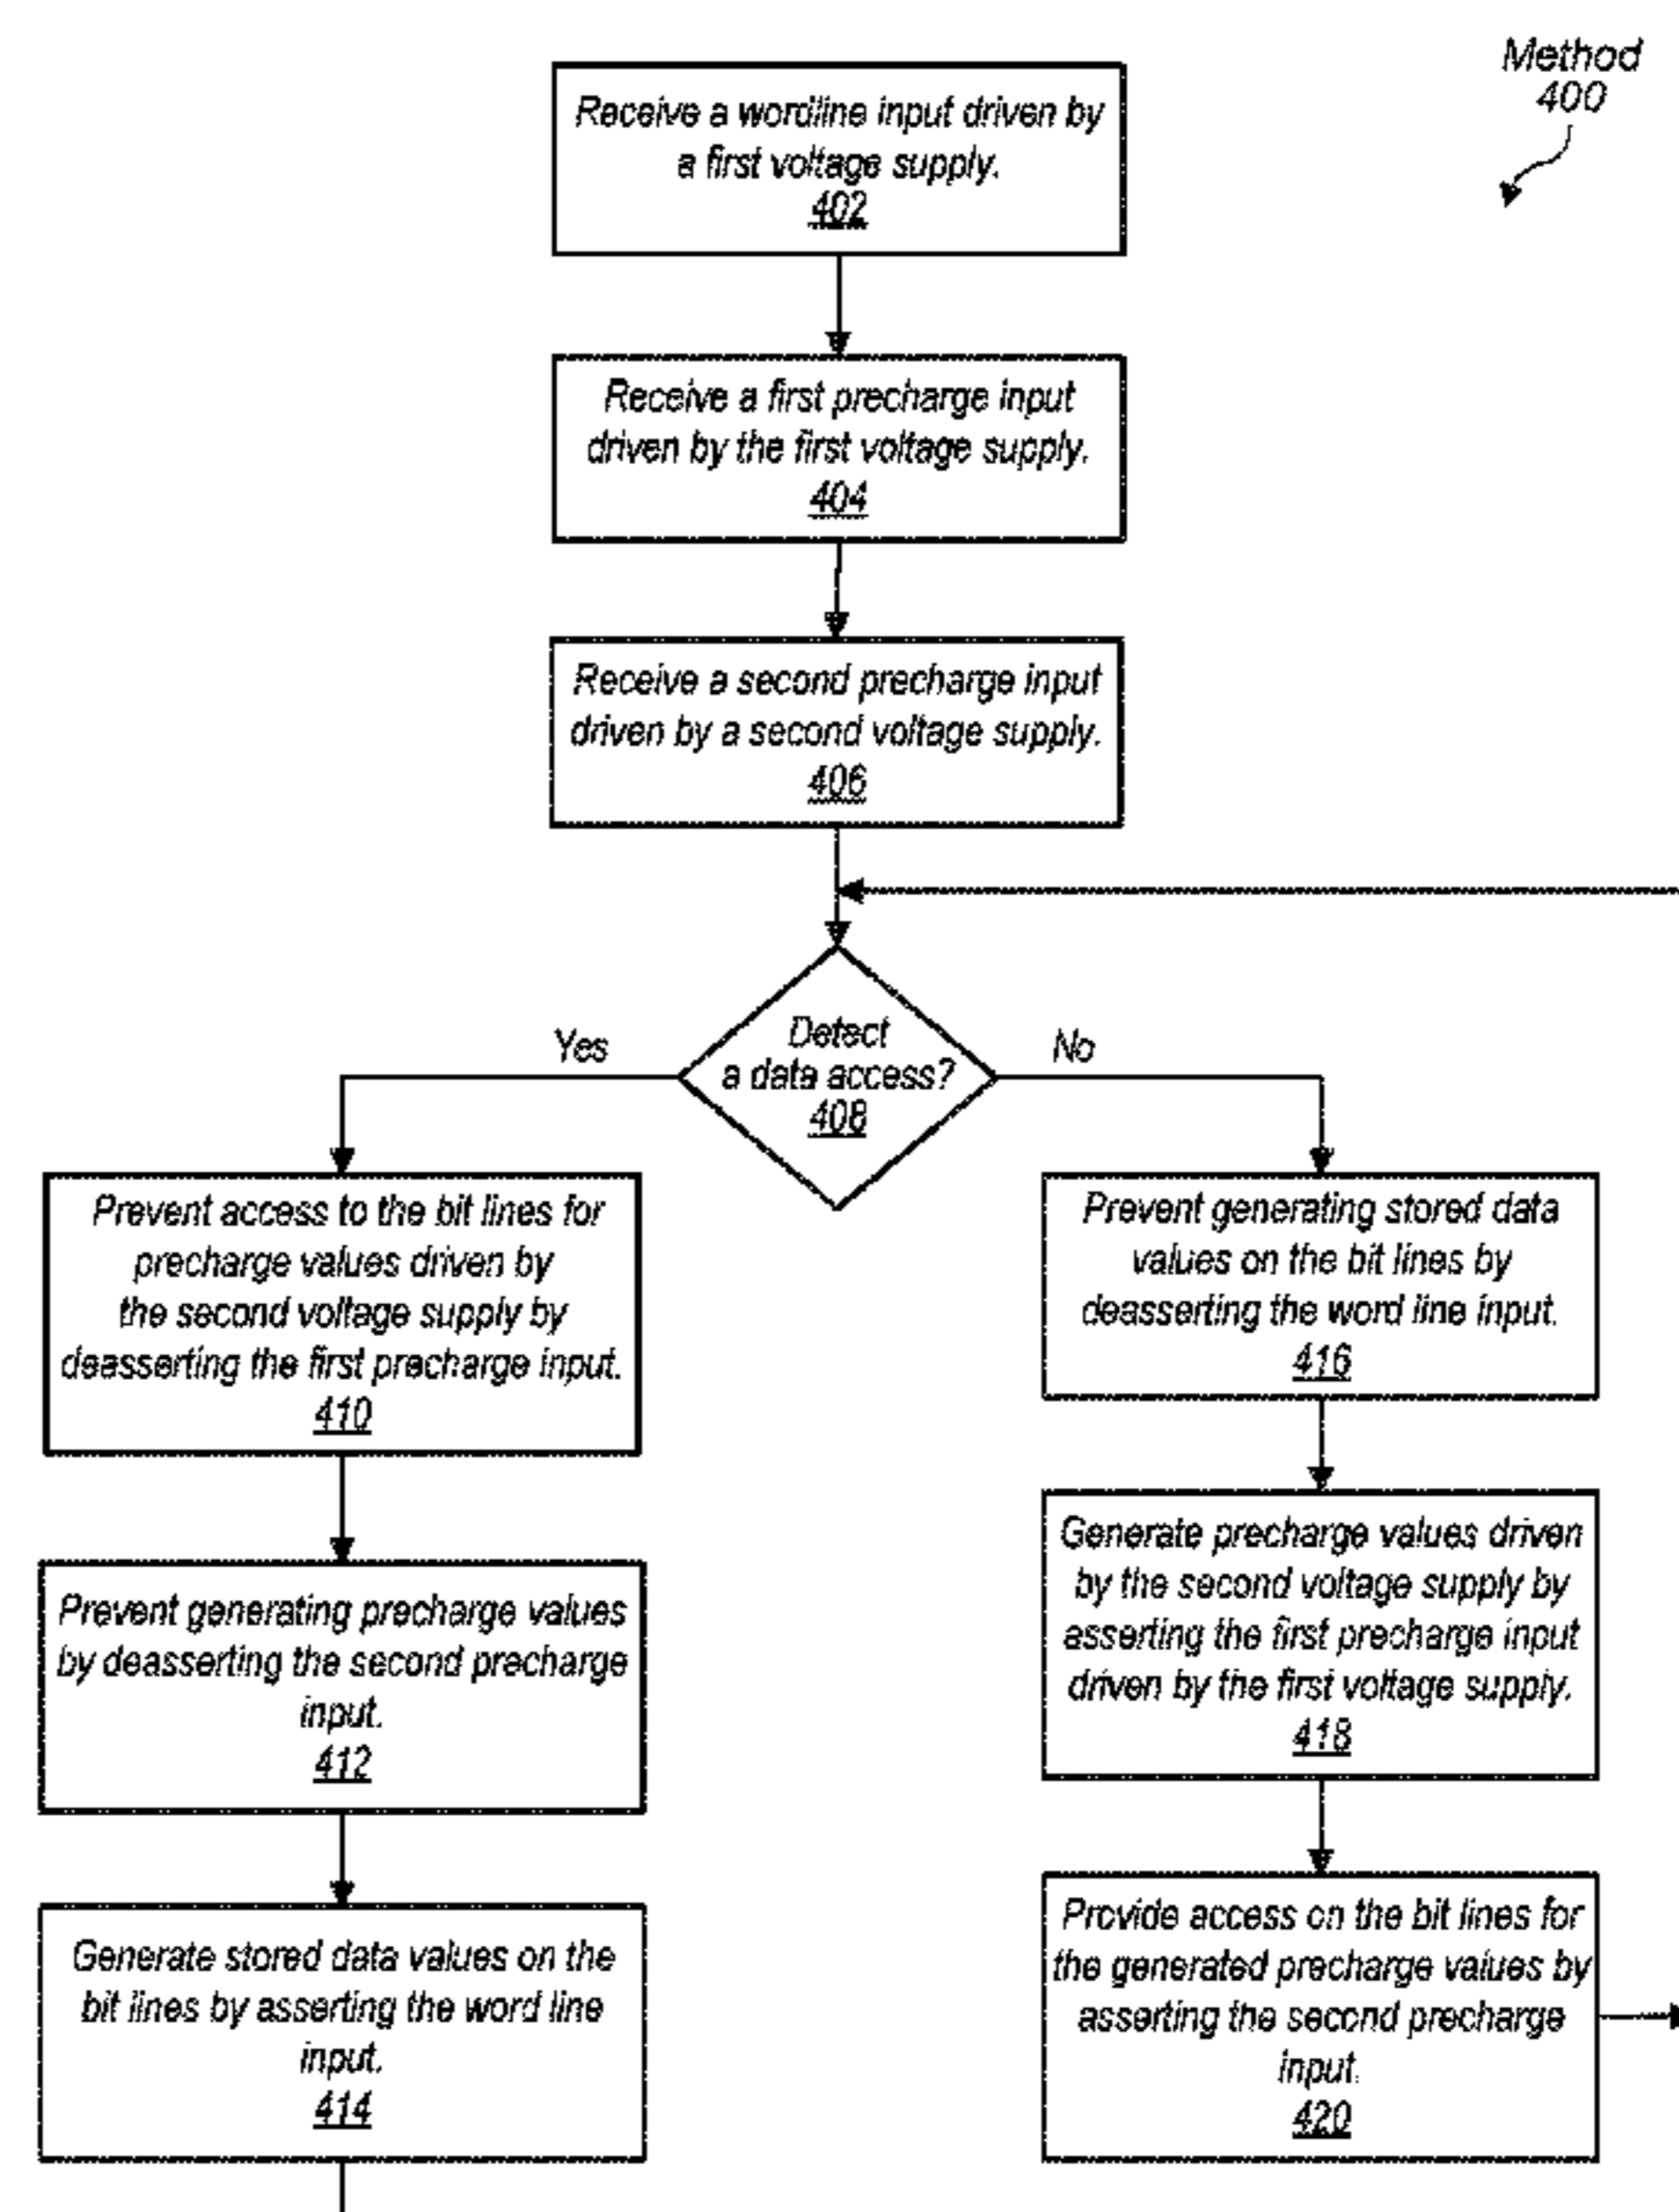 Method
400
Receive a wordline input driven by
a first voltage supply.
402
Receive a first precharge input
driven by the first voltage supply.
404
Receive a second precharge input
driven by a second voltage supply.
406
Detect
a data access?
408
Yes
No
Prevent access to the bit lines for
precharge values driven by
the second voltage supply by
deasserting the first precharge input.
410
Prevent generating precharge values
by deasserting the second precharge
input.
412
Generate stored data values on the
bit lines by asserting the word line
input.
414
Prevent generating stored data
values on the bit lines by
deasserting the word line input.
416
Generate precharge values driven
by the second voltage supply by
asserting the first precharge input
driven by the first voltage supply.
418
Provide access on the bit lines for
the generated precharge values by
asserting the second precharge
input.
420